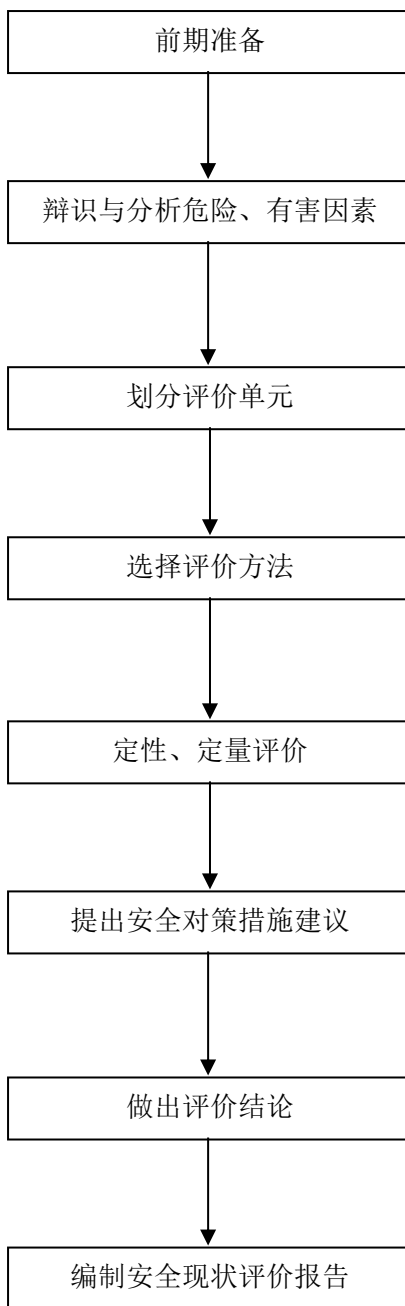 前期准备
辩识与分析危险、有害因素
划分评价单元
选择评价方法
定性、定量评价
提出安全对策措施建议
做出评价结论
编制安全现状评价报告